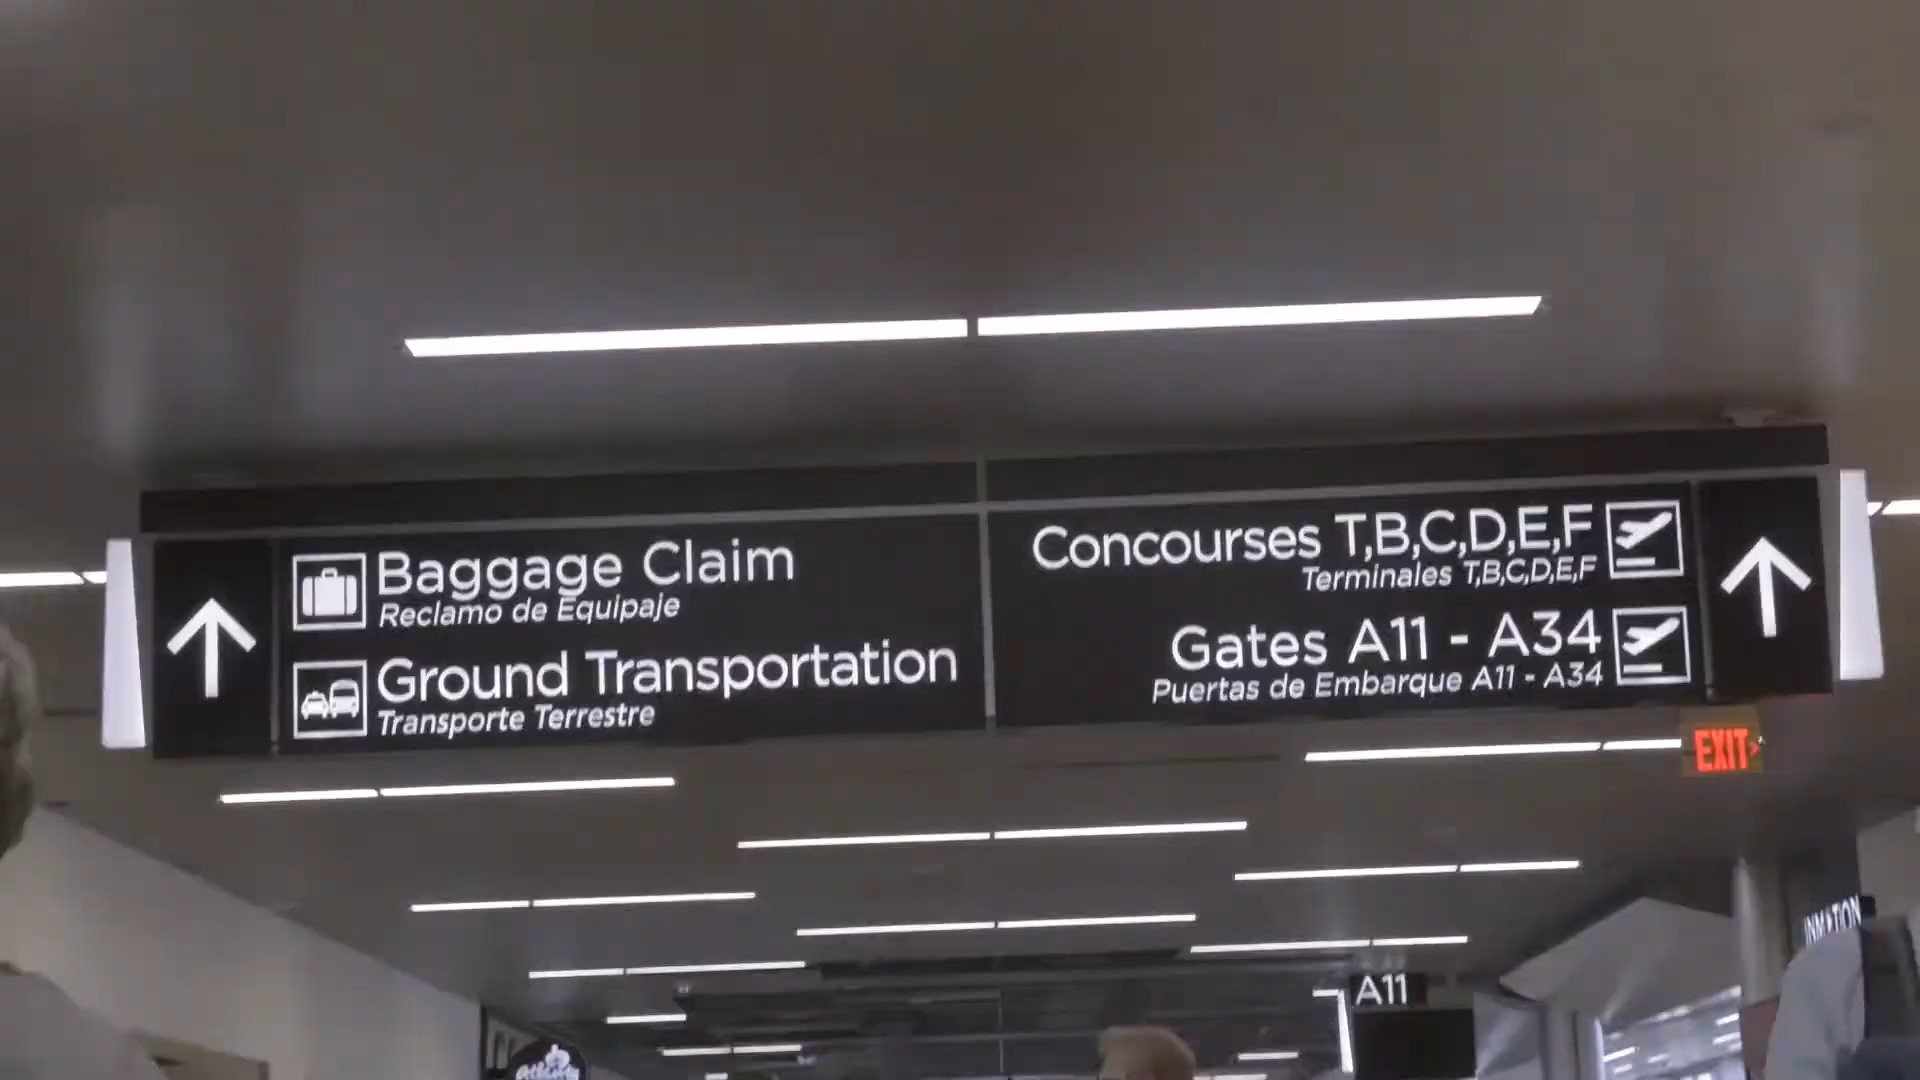 Baggage Claim
Reclamo de Equipaje
Ground Transportation
Transporte Terrestre
Concourses T,B,C,D,E,F
Terminales T,B,C,D,E,F
Gates A11 - A34
Puertas de Embarque A11 - A34
EXIT
A11